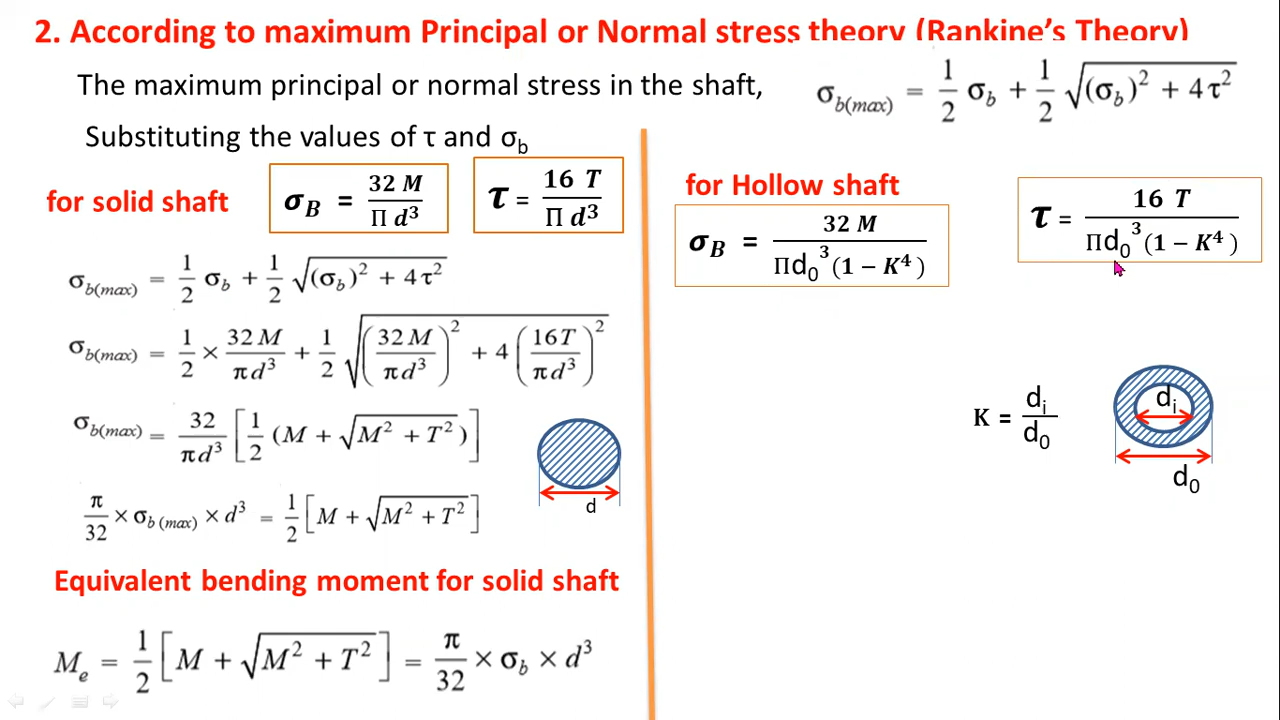 2. According to maximum Principal or Normal stress theory (Rankine's Theory)
The maximum principal or normal stress in the shaft,
σb(max) = 1/2 σb + 1/2 √((σb)² + 4τ²)
Substituting the values of τ and σb
for solid shaft
σB = 32 M / Π d³
τ = 16 T / Π d³
σb(max) = 1/2 σb + 1/2 √((σb)² + 4τ²)
σb(max) = 1/2 × 32M/πd³ + 1/2 √((32M/πd³)² + 4(16T/πd³)²)
σb(max) = 32/πd³ [1/2 (M + √(M² + T²))]
π/32 × σb(max) × d³ = 1/2 [M + √(M² + T²)]
d
Equivalent bending moment for solid shaft
Me = 1/2 [M + √(M² + T²)] = π/32 × σb × d³
for Hollow shaft
σB = 32 M / Πd0³(1 − K⁴)
τ = 16 T / Πd0³(1 − K⁴)
K = di/d0
di
d0